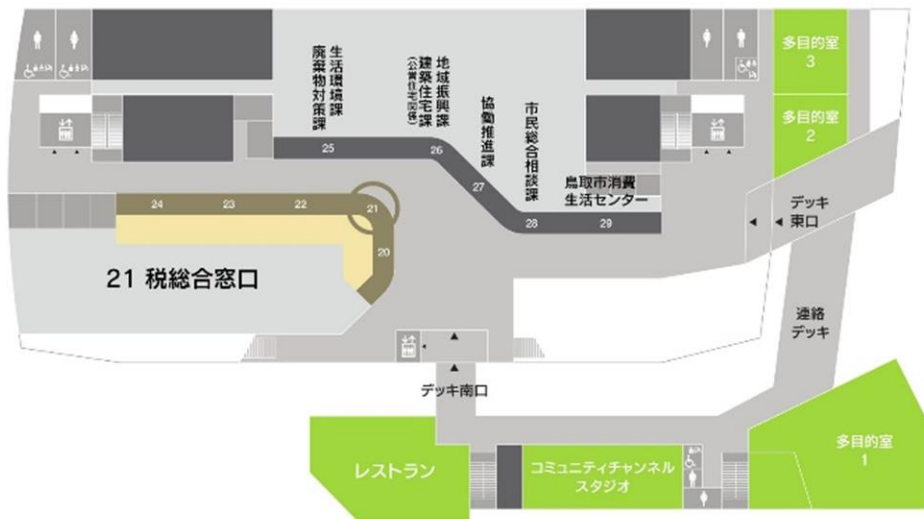 生活環境課
廃棄物対策課
地域振興課
建築住宅課
(公営住宅関係)
協働推進課
市民総合相談課
鳥取市消費
生活センター
多目的室
3
多目的室
2
デッキ
東口
25
26
27
28
29
24
23
22
21
20
21 税総合窓口
連絡
デッキ
デッキ南口
レストラン
コミュニティチャンネル
スタジオ
多目的室
1